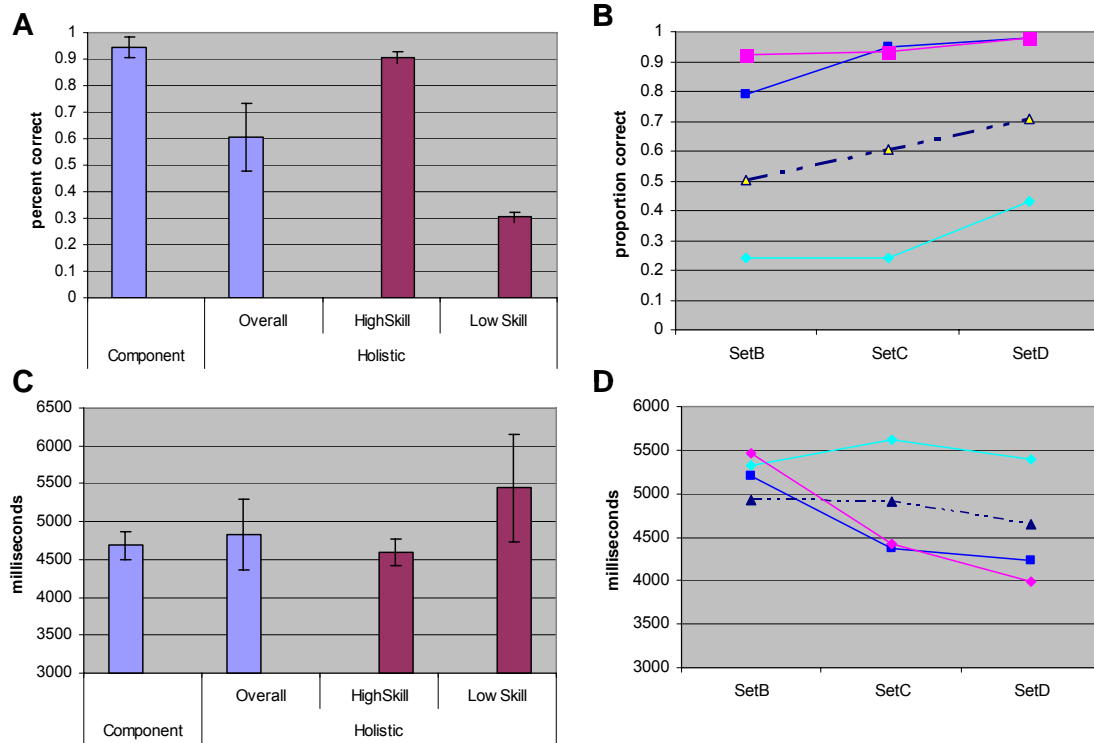 A
percent correct
1
0.9
0.8
0.7
0.6
0.5
0.4
0.3
0.2
0.1
0
Overall HighSkill Low Skill
Component Holistic
B
proportion correct
1
0.9
0.8
0.7
0.6
0.5
0.4
0.3
0.2
0.1
0
SetB SetC SetD
C
milliseconds
6500
6000
5500
5000
4500
4000
3500
3000
Overall HighSkill Low Skill
Component Holistic
D
milliseconds
6000
5500
5000
4500
4000
3500
3000
SetB SetC SetD